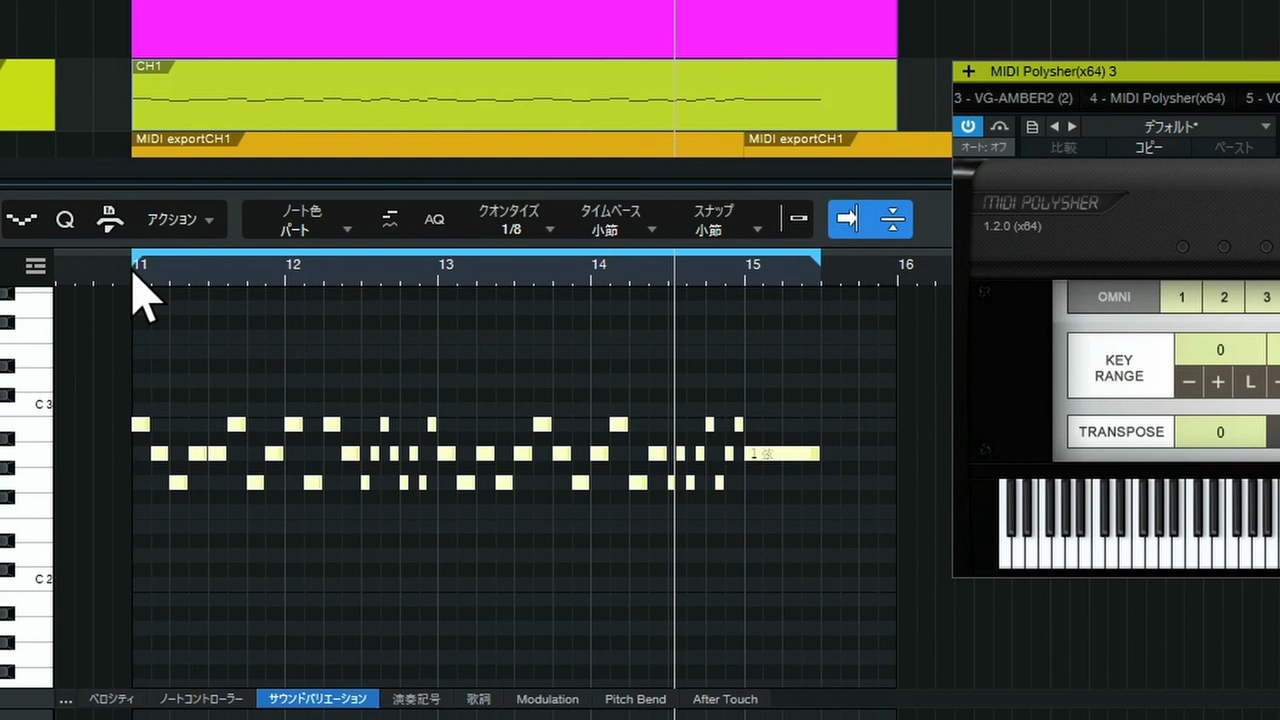 CH1
MIDI exportCH1
MIDI exportCH1
MIDI Polysher(x64) 3
3 - VG-AMBER2 (2)
4 - MIDI Polysher(x64)
デフォルト*
オート: オフ
比較
コピー
ペースト
MIDI POLYSHER
1.2.0 (x64)
Q
アクション
ノート色
パート
AQ
クオンタイズ
1/8
タイムベース
小節
スナップ
小節
11
12
13
14
15
16
OMNI
1
2
3
KEY
RANGE
0
− + L
TRANSPOSE
0
C 3
1 弦
C 2
...
ベロシティ
ノートコントローラー
サウンドバリエーション
演奏記号
歌詞
Modulation
Pitch Bend
After Touch